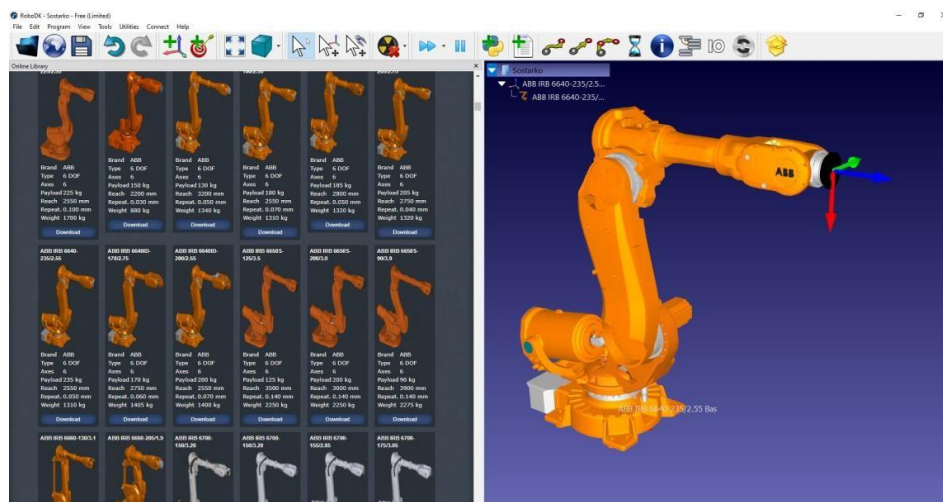 RoboDK - Sostarko - Free (Limited)
File Edit Program View Tools Utilities Connect Help
Online Library
Sostarko
ABB IRB 6640-235/2.5...
ABB IRB 6640-235/...
Brand ABB
Type 6 DOF
Axes 6
Payload 225 kg
Reach 2550 mm
Repeat. 0.100 mm
Weight 1700 kg
Download
Brand ABB
Type 6 DOF
Axes 6
Payload 150 kg
Reach 2200 mm
Repeat. 0.030 mm
Weight 880 kg
Download
Brand ABB
Type 6 DOF
Axes 6
Payload 130 kg
Reach 3200 mm
Repeat. 0.050 mm
Weight 1340 kg
Download
Brand ABB
Type 6 DOF
Axes 6
Payload 180 kg
Reach 2550 mm
Repeat. 0.070 mm
Weight 1310 kg
Download
Brand ABB
Type 6 DOF
Axes 6
Payload 185 kg
Reach 2800 mm
Repeat. 0.050 mm
Weight 1320 kg
Download
Brand ABB
Type 6 DOF
Axes 6
Payload 205 kg
Reach 2750 mm
Repeat. 0.040 mm
Weight 1320 kg
Download
ABB IRB 6640-
235/2.55
Brand ABB
Type 6 DOF
Axes 6
Payload 235 kg
Reach 2550 mm
Repeat. 0.050 mm
Weight 1310 kg
Download
ABB IRB 6640ID-
170/2.75
Brand ABB
Type 6 DOF
Axes 6
Payload 170 kg
Reach 2750 mm
Repeat. 0.060 mm
Weight 1405 kg
Download
ABB IRB 6640ID-
200/2.55
Brand ABB
Type 6 DOF
Axes 6
Payload 200 kg
Reach 2550 mm
Repeat. 0.070 mm
Weight 1400 kg
Download
ABB IRB 6650S-
125/3.5
Brand ABB
Type 6 DOF
Axes 6
Payload 125 kg
Reach 3500 mm
Repeat. 0.140 mm
Weight 2250 kg
Download
ABB IRB 6650S-
200/3.0
Brand ABB
Type 6 DOF
Axes 6
Payload 200 kg
Reach 3000 mm
Repeat. 0.140 mm
Weight 2250 kg
Download
ABB IRB 6650S-
90/3.9
Brand ABB
Type 6 DOF
Axes 6
Payload 90 kg
Reach 3900 mm
Repeat. 0.140 mm
Weight 2275 kg
Download
ABB IRB 6660-130/3.1
ABB IRB 6660-205/1.9
ABB IRB 6700-
150/3.20
ABB IRB 6700-
150/3.20
ABB IRB 6700-
155/2.85
ABB IRB 6700-
175/3.05
IO
ABB
ABB IRB 6640-235/2.55 Bas